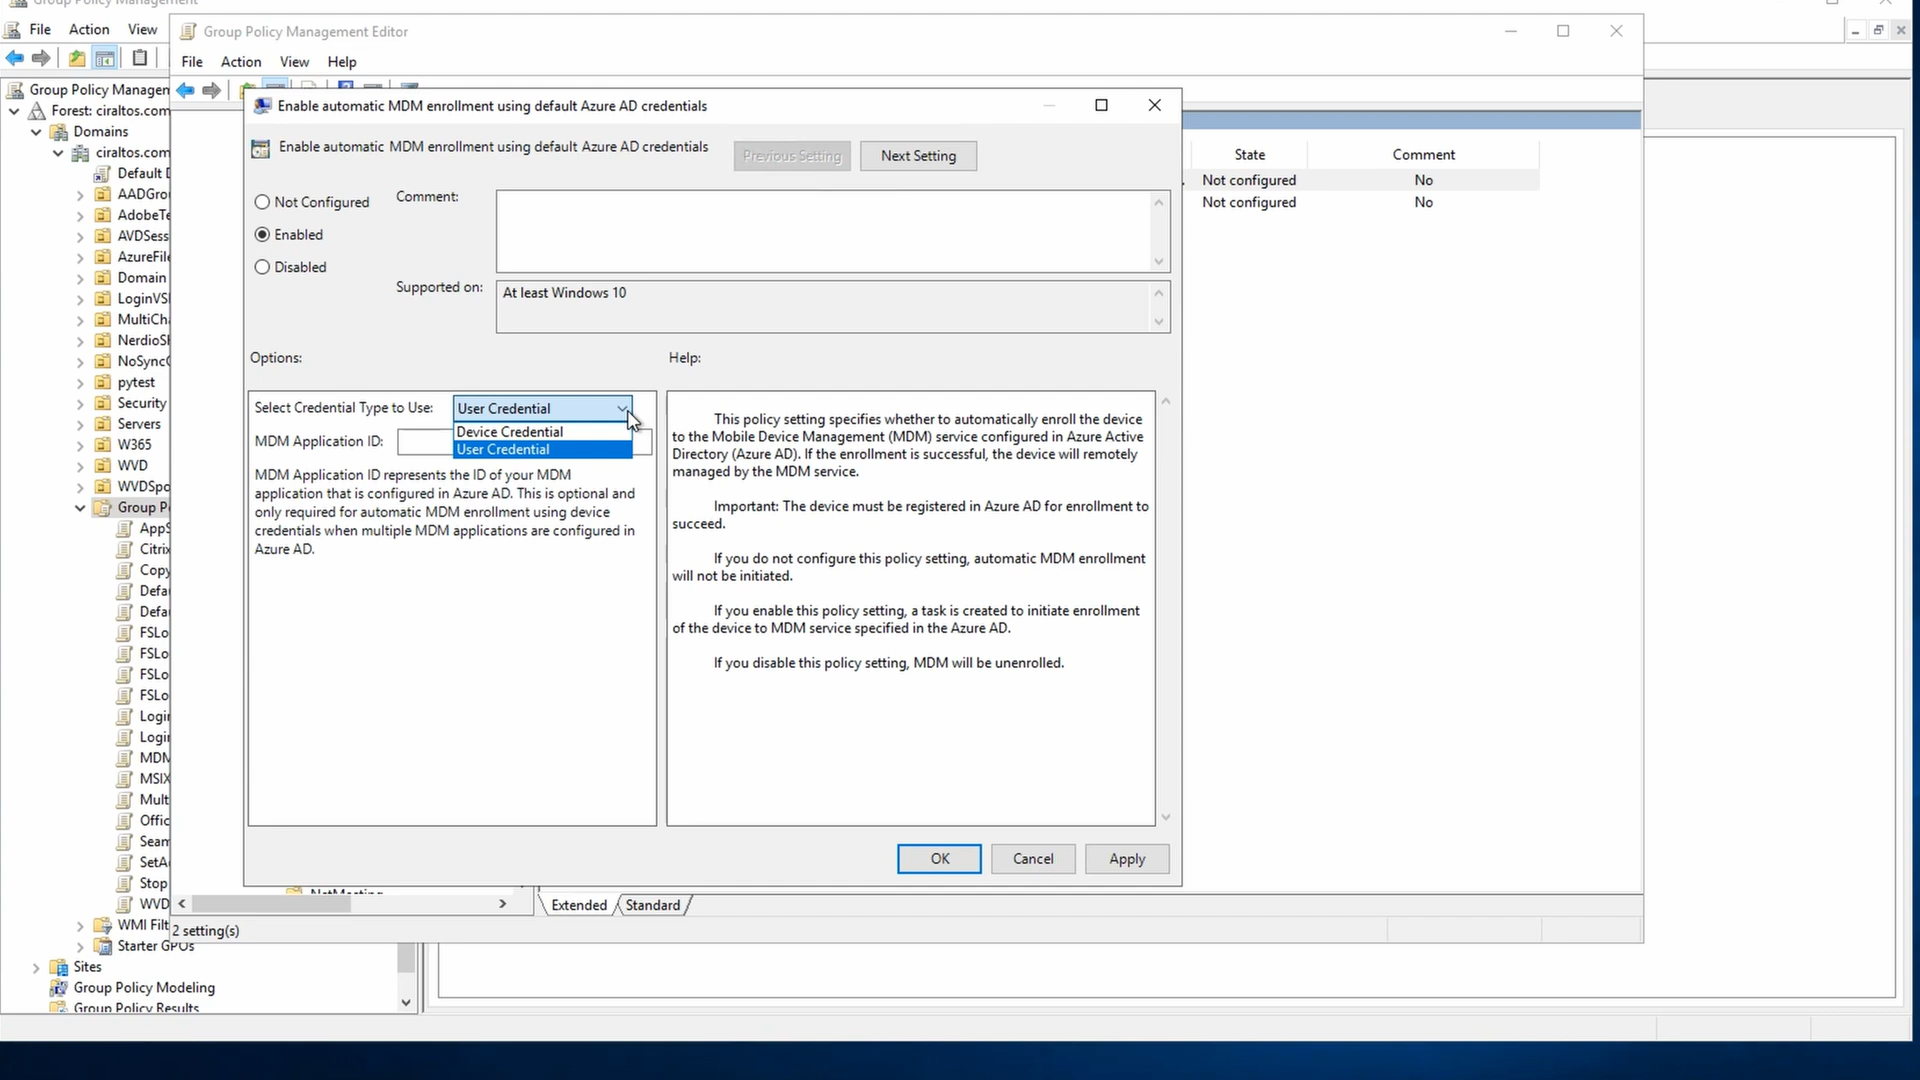 Group Policy Management
File Action View
Group Policy Management Editor
File Action View Help
Group Policy Managem
Forest: ciraltos.com
Domains
ciraltos.com
Default D
AADGro
AdobeTe
AVDSess
AzureFile
Domain
LoginVSI
MultiCha
NerdioSh
NoSyncC
pytest
Security
Servers
W365
WVD
WVDSpo
Group P
AppS
Citrix
Copy
Defa
Defa
FSLo
FSLo
FSLo
FSLo
Login
Login
MDM
MSIX
Mult
Offic
Seam
SetA
Stop
WVD
WMI Filt
Starter GPOs
Sites
Group Policy Modeling
Group Policy Results
Enable automatic MDM enrollment using default Azure AD credentials
Enable automatic MDM enrollment using default Azure AD credentials
Previous Setting
Next Setting
Not Configured
Enabled
Disabled
Comment:
Supported on:
At least Windows 10
Options:
Help:
Select Credential Type to Use:
User Credential
Device Credential
User Credential
MDM Application ID:
MDM Application ID represents the ID of your MDM
application that is configured in Azure AD. This is optional and
only required for automatic MDM enrollment using device
credentials when multiple MDM applications are configured in
Azure AD.
This policy setting specifies whether to automatically enroll the device
to the Mobile Device Management (MDM) service configured in Azure Active
Directory (Azure AD). If the enrollment is successful, the device will remotely
managed by the MDM service.
Important: The device must be registered in Azure AD for enrollment to
succeed.
If you do not configure this policy setting, automatic MDM enrollment
will not be initiated.
If you enable this policy setting, a task is created to initiate enrollment
of the device to MDM service specified in the Azure AD.
If you disable this policy setting, MDM will be unenrolled.
OK
Cancel
Apply
State Comment
Not configured No
Not configured No
NetMeeting
Extended
Standard
2 setting(s)